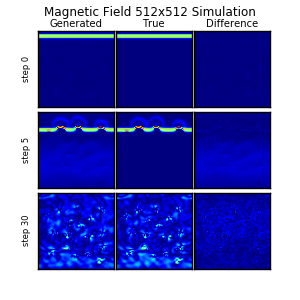 Magnetic Field 512x512 Simulation
Generated True Difference
step 0
step 5
step 30